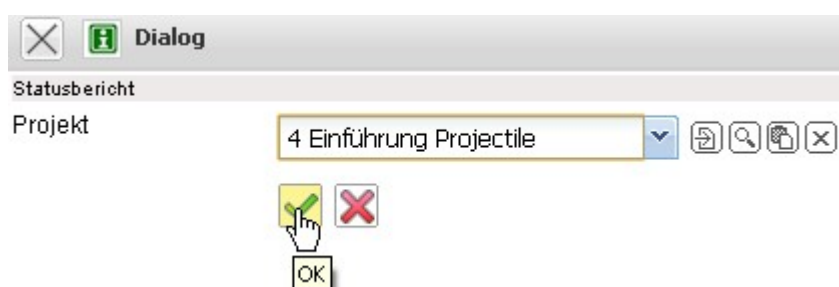 Dialog
Statusbericht
Projekt
4 Einführung Projectile
OK